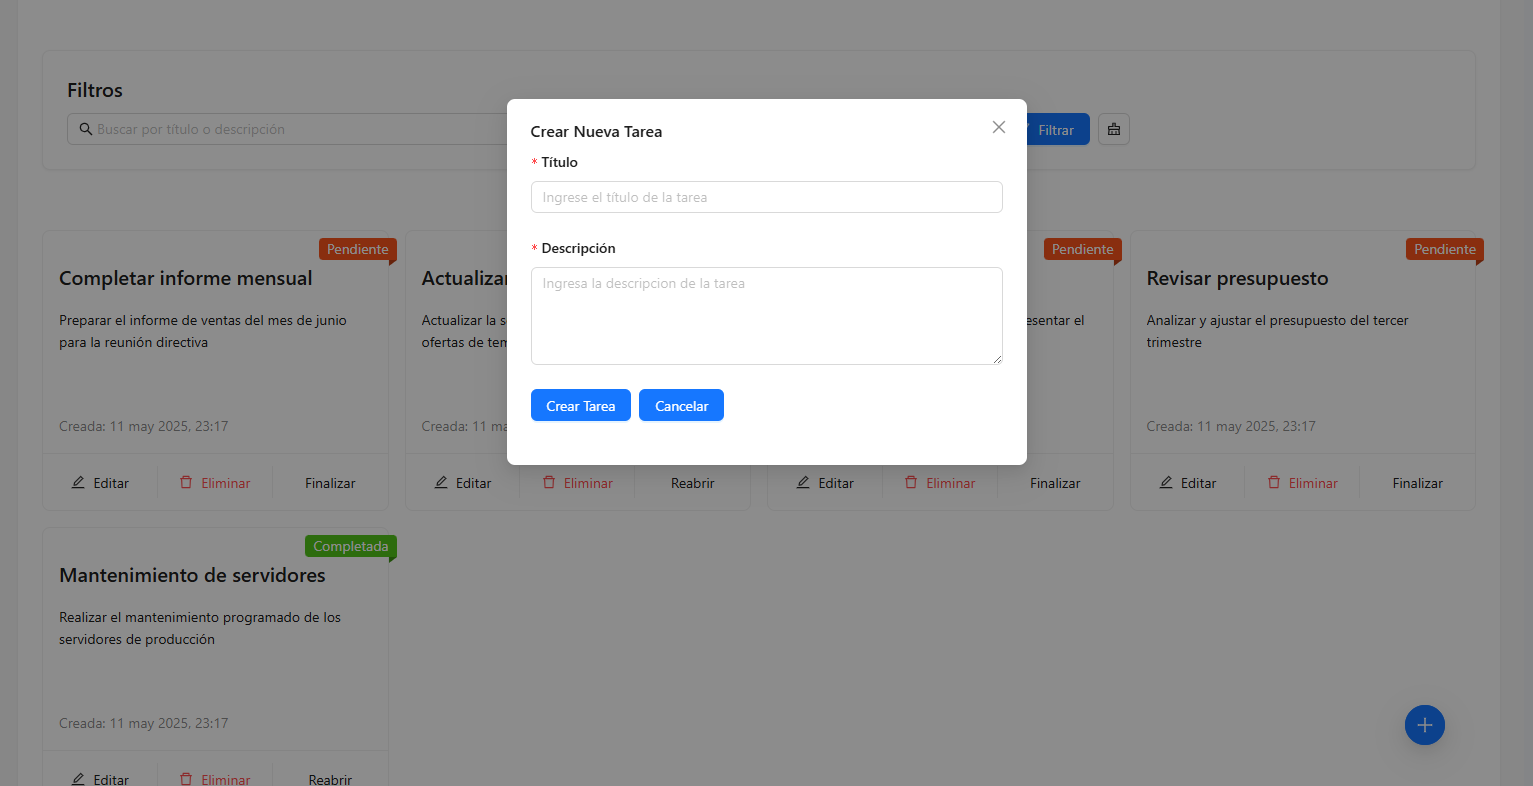 Filtros
Buscar por título o descripción
Filtrar
Crear Nueva Tarea
* Título
Ingrese el título de la tarea
* Descripción
Ingresa la descripcion de la tarea
Crear Tarea
Cancelar
Pendiente
Completar informe mensual
Preparar el informe de ventas del mes de junio
para la reunión directiva
Creada: 11 may 2025, 23:17
Editar
Eliminar
Finalizar
Actualizar
Actualizar la
ofertas de
Creada: 11
Editar
Eliminar
Reabrir
Pendiente
el
Editar
Eliminar
Finalizar
Pendiente
Revisar presupuesto
Analizar y ajustar el presupuesto del tercer
trimestre
Creada: 11 may 2025, 23:17
Editar
Eliminar
Finalizar
Completada
Mantenimiento de servidores
Realizar el mantenimiento programado de los
servidores de producción
Creada: 11 may 2025, 23:17
Editar
Eliminar
Reabrir